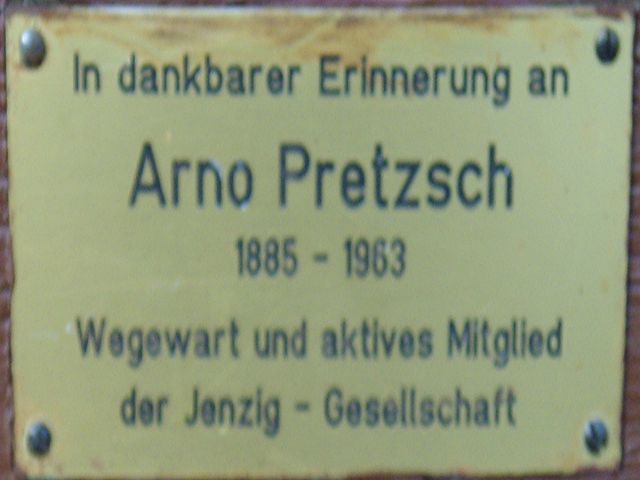 In dankbarer Erinnerung an
Arno Pretzsch
1885 - 1963
Wegewart und aktives Mitglied
der Jenzig - Gesellschaft